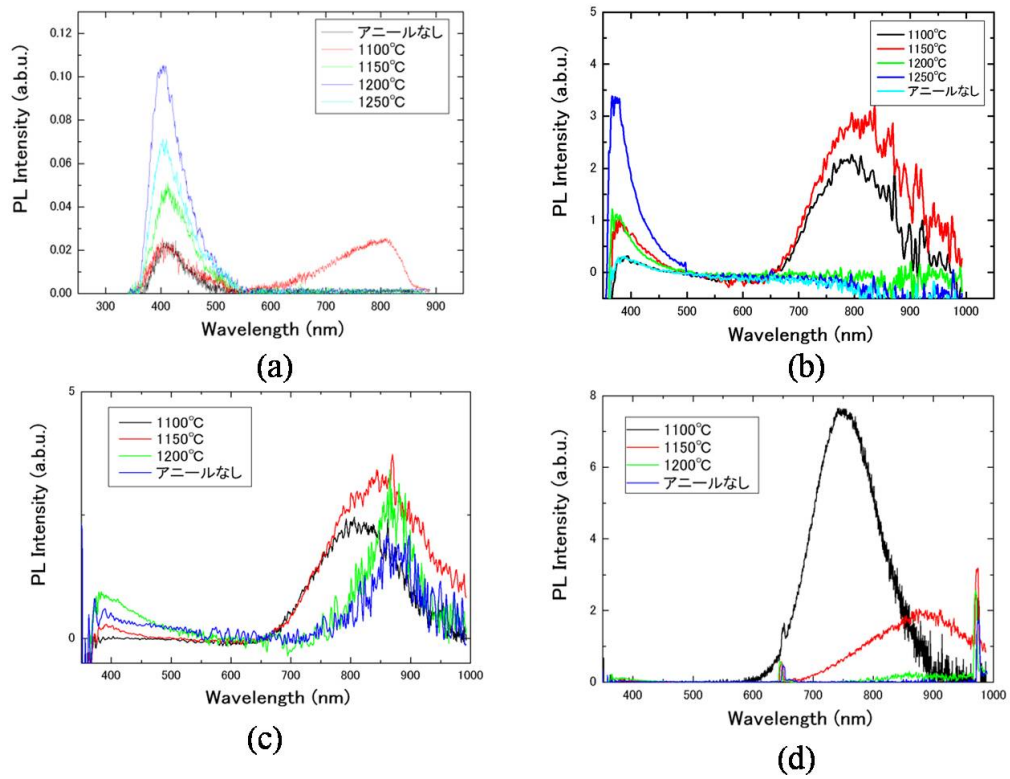 アニールなし
1100℃
1150℃
1200℃
1250℃
0.12
0.10
0.08
0.06
0.04
0.02
0.00
PL Intensity (a.b.u.)
300 400 500 600 700 800 900
Wavelength (nm)
(a)
1100℃
1150℃
1200℃
1250℃
アニールなし
5
4
3
2
1
0
PL Intensity (a.b.u.)
400 500 600 700 800 900 1000
Wavelength (nm)
(b)
1100℃
1150℃
1200℃
アニールなし
5
0
PL Intensity (a.b.u.)
400 500 600 700 800 900 1000
Wavelength (nm)
(c)
1100℃
1150℃
1200℃
アニールなし
8
6
4
2
0
PL Intensity (a.b.u.)
400 500 600 700 800 900 1000
Wavelength (nm)
(d)